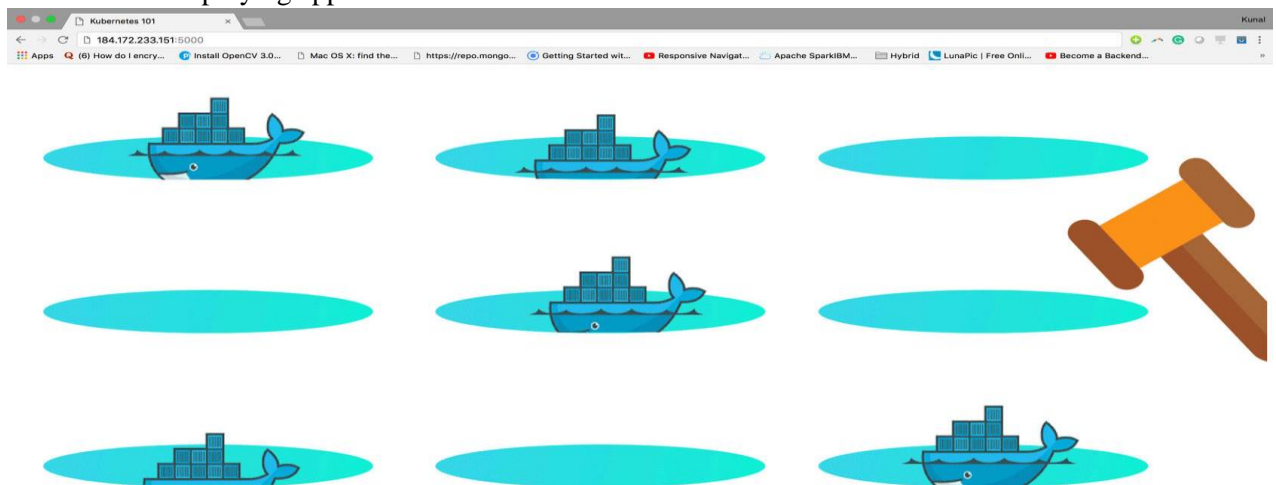 Kubernetes 101
Kunal
184.172.233.151:5000
Apps (6) How do I encry... Install OpenCV 3.0... Mac OS X: find the... https://repo.mongo... Getting Started wit... Responsive Navigat... Apache SparkIBM... Hybrid LunaPic | Free Onli... Become a Backend...